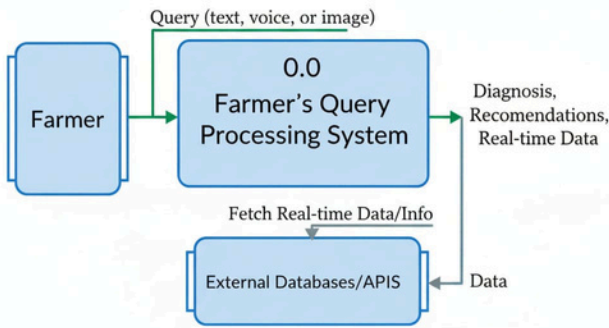 Query (text, voice, or image)
Farmer
0.0
Farmer's Query
Processing System
Diagnosis,
Recomendations,
Real-time Data
Fetch Real-time Data/Info
External Databases/APIS
Data